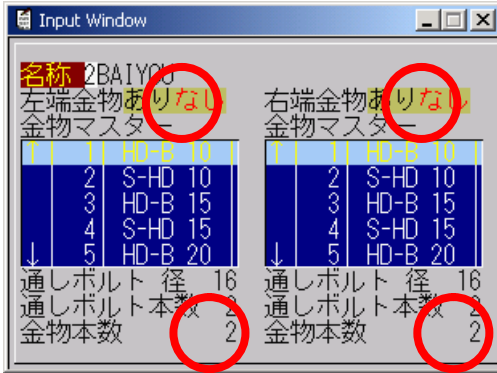 Input Window
名称 2BAIYOU
左端金物ありなし 右端金物ありなし
金物マスター 金物マスター
↑ 1 HD-B 10 ↑ 1 HD-B 10
2 S-HD 10 2 S-HD 10
3 HD-B 15 3 HD-B 15
4 S-HD 15 4 S-HD 15
↓ 5 HD-B 20 ↓ 5 HD-B 20
通しボルト 径 16 通しボルト 径 16
通しボルト本数 2 通しボルト本数 2
金物本数 2 金物本数 2